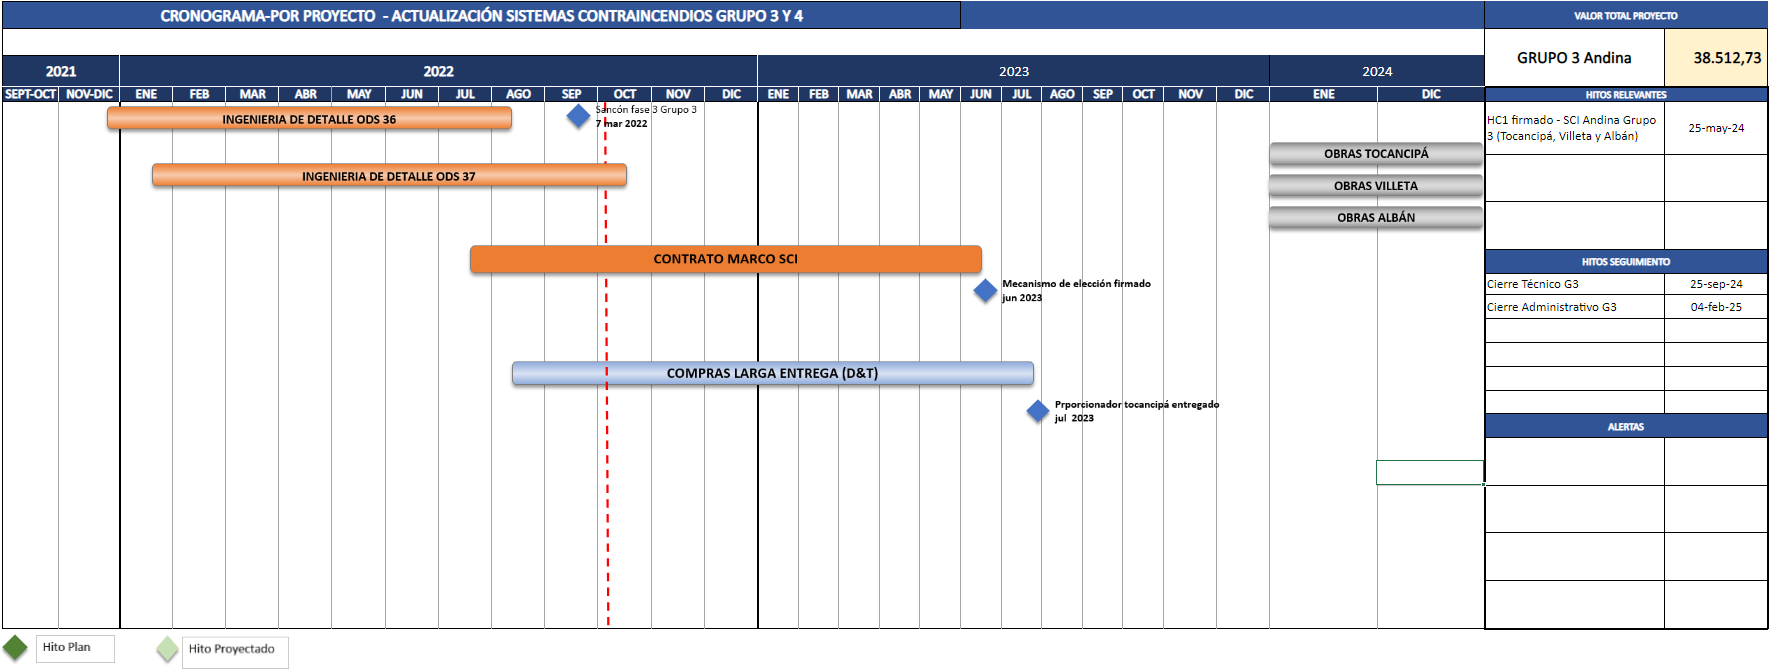 CRONOGRAMA-POR PROYECTO - ACTUALIZACIÓN SISTEMAS CONTRAINCENDIOS GRUPO 3 Y 4
VALOR TOTAL PROYECTO
GRUPO 3 Andina 38.512,73
2021 2022 2023 2024
SEPT-OCT NOV-DIC ENE FEB MAR ABR MAY JUN JUL AGO SEP OCT NOV DIC ENE FEB MAR ABR MAY JUN JUL AGO SEP OCT NOV DIC ENE DIC
HITOS RELEVANTES
HC1 firmado - SCI Andina Grupo
3 (Tocancipá, Villeta y Albán)
25-may-24
INGENIERIA DE DETALLE ODS 36
Sancón fase 3 Grupo 3
7 mar 2022
OBRAS TOCANCIPÁ
INGENIERIA DE DETALLE ODS 37
OBRAS VILLETA
OBRAS ALBÁN
CONTRATO MARCO SCI
HITOS SEGUIMIENTO
Mecanismo de elección firmado
jun 2023
Cierre Técnico G3 25-sep-24
Cierre Administrativo G3 04-feb-25
COMPRAS LARGA ENTREGA (D&T)
Prporcionador tocancipá entregado
jul 2023
ALERTAS
Hito Plan
Hito Proyectado